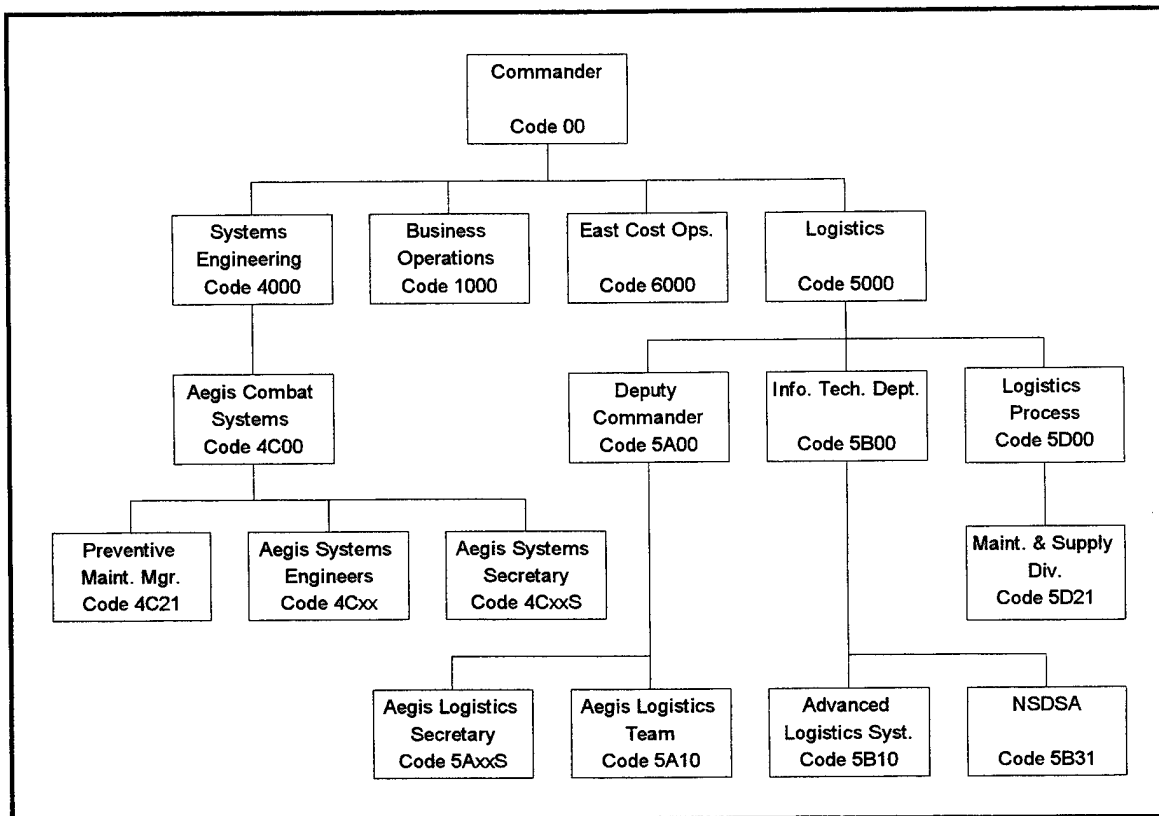 Commander
Code 00
Systems
Engineering
Code 4000
Business
Operations
Code 1000
East Cost Ops.
Code 6000
Logistics
Code 5000
Aegis Combat
Systems
Code 4C00
Deputy
Commander
Code 5A00
Info. Tech. Dept.
Code 5B00
Logistics
Process
Code 5D00
Preventive
Maint. Mgr.
Code 4C21
Aegis Systems
Engineers
Code 4Cxx
Aegis Systems
Secretary
Code 4CxxS
Maint. & Supply
Div.
Code 5D21
Aegis Logistics
Secretary
Code 5AxxS
Aegis Logistics
Team
Code 5A10
Advanced
Logistics Syst.
Code 5B10
NSDSA
Code 5B31